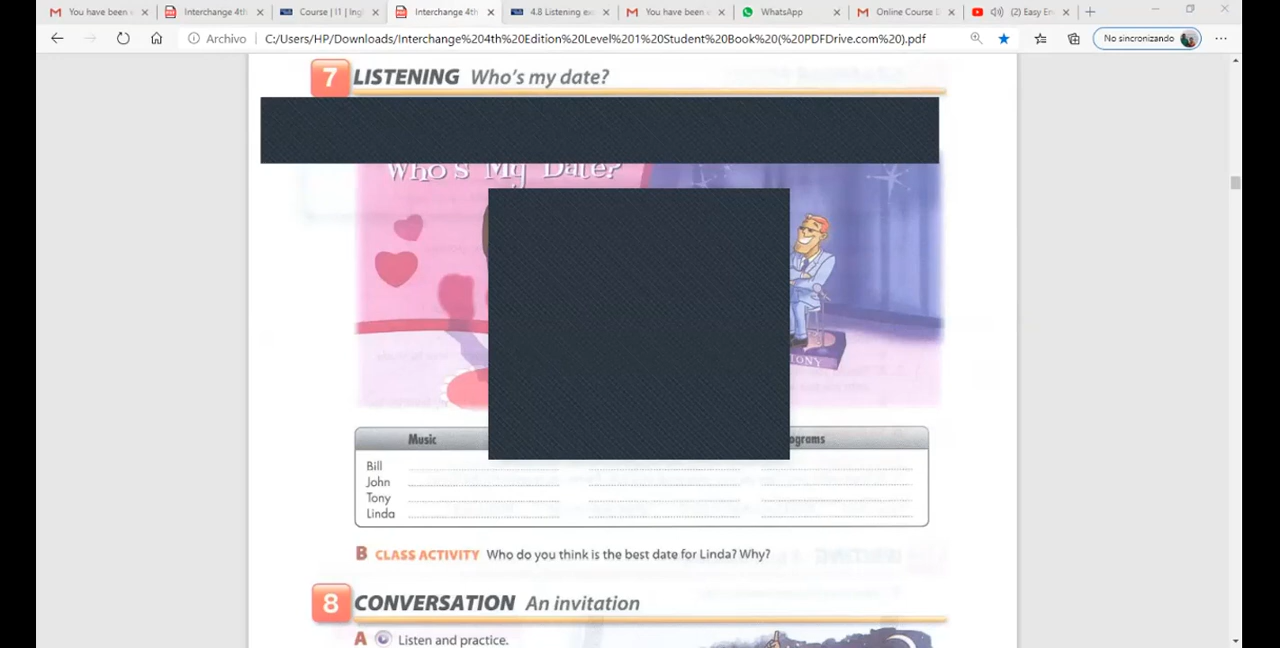 You have been
Interchange 4th
Course | I1 | Ing
Interchange 4th
4.8 Listening ex
You have been
WhatsApp
Online Course
(2) Easy En
Archivo
C:/Users/HP/Downloads/Interchange%204th%20Edition%20Level%201%20Student%20Book%20(%20PDFDrive.com%20).pdf
No sincronizando
7 LISTENING Who's my date?
Who's My Date?
TONY
Music
ograms
Bill
John
Tony
Linda
B CLASS ACTIVITY Who do you think is the best date for Linda? Why?
8 CONVERSATION An invitation
A Listen and practice.